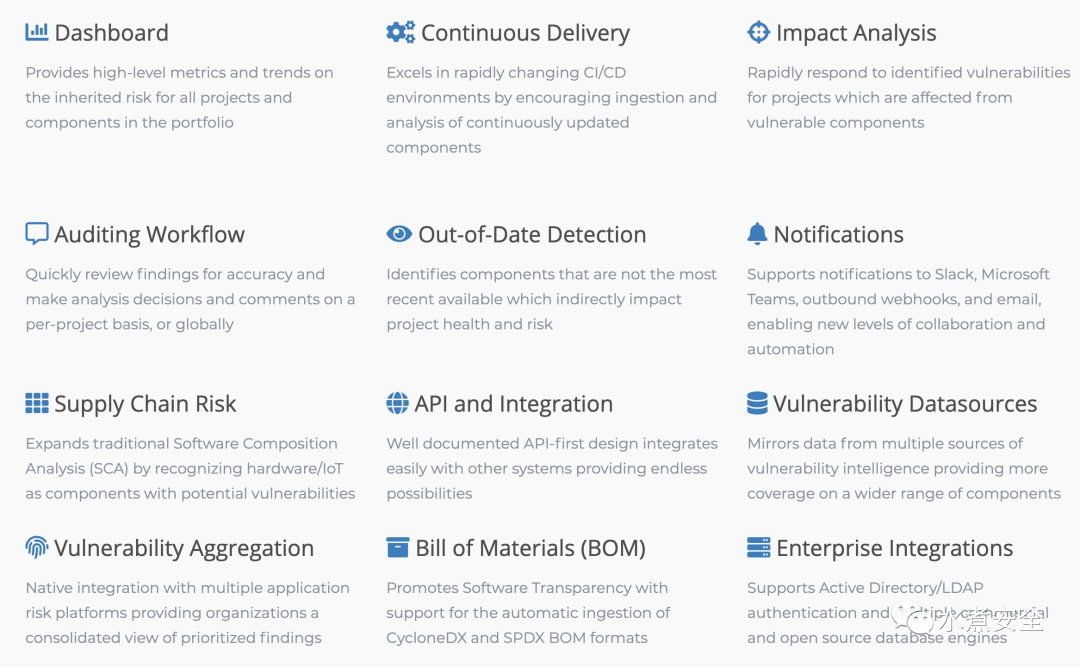 Dashboard
Provides high-level metrics and trends on
the inherited risk for all projects and
components in the portfolio
Continuous Delivery
Excels in rapidly changing CI/CD
environments by encouraging ingestion and
analysis of continuously updated
components
Impact Analysis
Rapidly respond to identified vulnerabilities
for projects which are affected from
vulnerable components
Auditing Workflow
Quickly review findings for accuracy and
make analysis decisions and comments on a
per-project basis, or globally
Out-of-Date Detection
Identifies components that are not the most
recent available which indirectly impact
project health and risk
Notifications
Supports notifications to Slack, Microsoft
Teams, outbound webhooks, and email,
enabling new levels of collaboration and
automation
Supply Chain Risk
Expands traditional Software Composition
Analysis (SCA) by recognizing hardware/IoT
as components with potential vulnerabilities
API and Integration
Well documented API-first design integrates
easily with other systems providing endless
possibilities
Vulnerability Datasources
Mirrors data from multiple sources of
vulnerability intelligence providing more
coverage on a wider range of components
Vulnerability Aggregation
Native integration with multiple application
risk platforms providing organizations a
consolidated view of prioritized findings
Bill of Materials (BOM)
Promotes Software Transparency with
support for the automatic ingestion of
CycloneDX and SPDX BOM formats
Enterprise Integrations
Supports Active Directory/LDAP
authentication and
and open source database engines
水煮安全